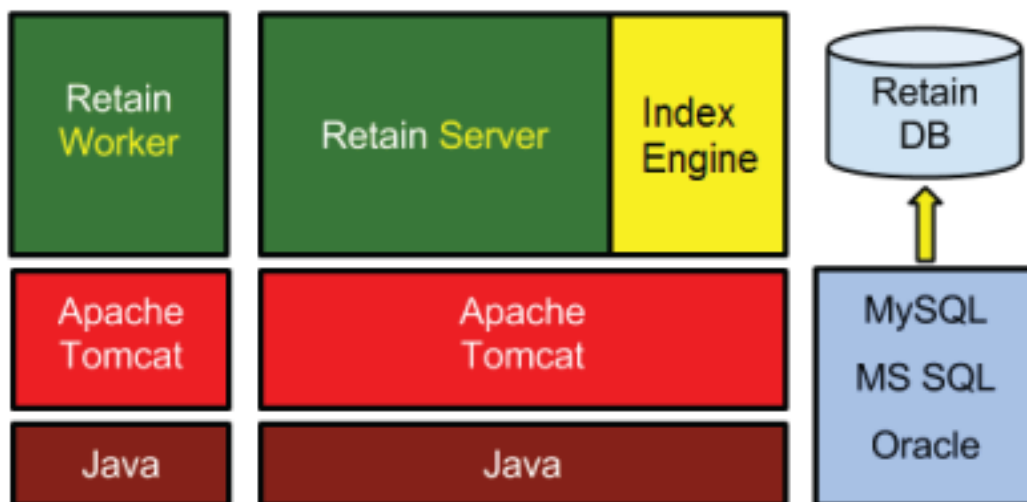 Retain
Worker
Retain Server
Index
Engine
Retain
DB
Apache
Tomcat
Apache
Tomcat
MySQL
MS SQL
Oracle
Java
Java